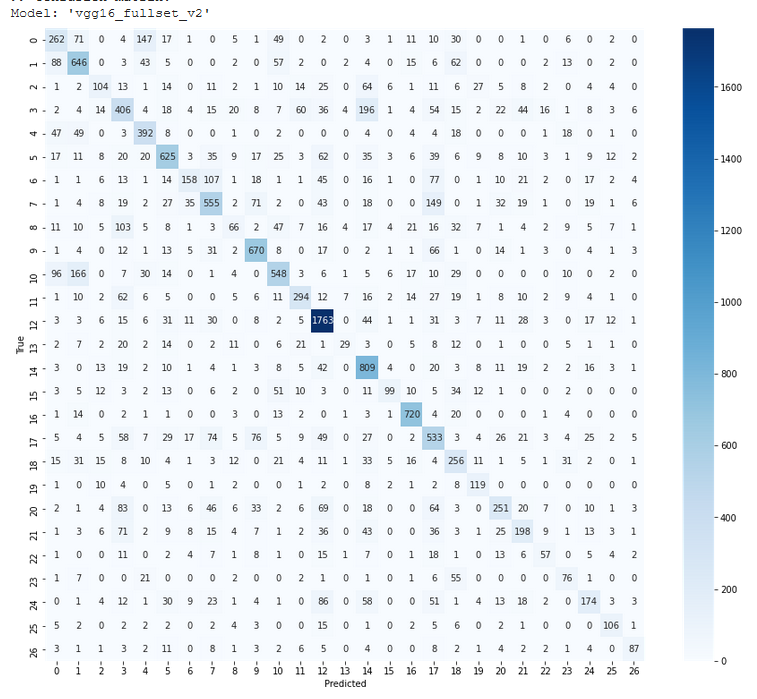 Model: 'vgg16_fullset_v2'
0 262 71 0 4 147 17 1 0 5 1 49 0 2 0 3 1 11 10 30 0 0 1 0 6 0 2 0
1 88 646 0 3 43 5 0 0 2 0 57 2 0 2 4 0 15 6 62 0 0 0 2 13 0 2 0
2 1 2 104 13 1 14 0 11 2 1 10 14 25 0 64 6 1 11 6 27 5 8 2 0 4 4 0
3 2 4 14 406 4 18 4 15 20 8 7 60 36 4 196 1 4 54 15 2 22 44 16 1 8 3 6
4 47 49 0 3 392 8 0 0 1 0 2 0 0 0 4 0 4 4 18 0 0 0 1 18 0 1 0
5 17 11 8 20 20 625 3 35 9 17 25 3 62 0 35 3 6 39 6 9 8 10 3 1 9 12 2
6 1 1 6 13 1 14 158 107 1 18 1 1 45 0 16 1 0 77 0 1 10 21 2 0 17 2 4
7 1 4 8 19 2 27 35 555 2 71 2 0 43 0 18 0 0 149 0 1 32 19 1 0 19 1 6
8 11 10 5 103 5 8 1 3 66 2 47 7 16 4 17 4 21 16 32 7 1 4 2 9 5 7 1
9 1 4 0 12 1 13 5 31 2 670 8 0 17 0 2 1 1 66 1 0 14 1 3 0 4 1 3
10 96 166 0 7 30 14 0 1 4 0 548 3 6 1 5 6 17 10 29 0 0 0 0 10 0 2 0
11 1 10 2 62 6 5 0 0 5 6 11 294 12 7 16 2 14 27 19 1 8 10 2 9 4 1 0
12 3 3 6 15 6 31 11 30 0 8 2 5 1763 0 44 1 1 31 3 7 11 28 3 0 17 12 1
13 2 7 2 20 2 14 0 2 11 0 6 21 1 29 3 0 5 8 12 0 1 0 0 5 1 1 0
14 3 0 13 19 2 10 1 4 1 3 8 5 42 0 809 4 0 20 3 8 11 19 2 2 16 3 1
15 3 5 12 3 2 13 0 6 2 0 51 10 3 0 11 99 10 5 34 12 1 0 0 2 0 0 0
16 1 14 0 2 1 1 0 0 3 0 13 2 0 1 3 1 720 4 20 0 0 0 1 4 0 0 0
17 5 4 5 58 7 29 17 74 5 76 5 9 49 0 27 0 2 533 3 4 26 21 3 4 25 2 5
18 15 31 15 8 10 4 1 3 12 0 21 4 11 1 33 5 16 4 256 11 1 5 1 31 2 0 1
19 1 0 10 4 0 5 0 1 2 0 0 1 2 0 8 2 1 2 8 119 0 0 0 0 0 0 0
20 2 1 4 83 0 13 6 46 6 33 2 6 69 0 18 0 0 64 3 0 251 20 7 0 10 1 3
21 1 3 6 71 2 9 8 15 4 7 1 2 36 0 43 0 0 36 3 1 25 198 9 1 13 3 1
22 1 0 0 11 0 2 4 7 1 8 1 0 15 1 7 0 1 18 1 0 13 6 57 0 5 4 2
23 1 7 0 0 21 0 0 0 2 0 0 2 1 0 1 0 1 6 55 0 0 0 0 76 1 0 0
24 0 1 4 12 1 30 9 23 1 4 1 0 86 0 58 0 0 51 1 4 13 18 2 0 174 3 3
25 5 2 0 2 2 2 0 2 4 3 0 0 15 0 1 0 2 5 6 0 2 1 0 0 0 106 1
26 3 1 1 3 2 11 0 8 1 3 2 6 5 0 4 0 0 8 2 1 4 2 2 1 4 0 87
0 1 2 3 4 5 6 7 8 9 10 11 12 13 14 15 16 17 18 19 20 21 22 23 24 25 26
Predicted
True
1600
1400
1200
1000
800
600
400
200
0